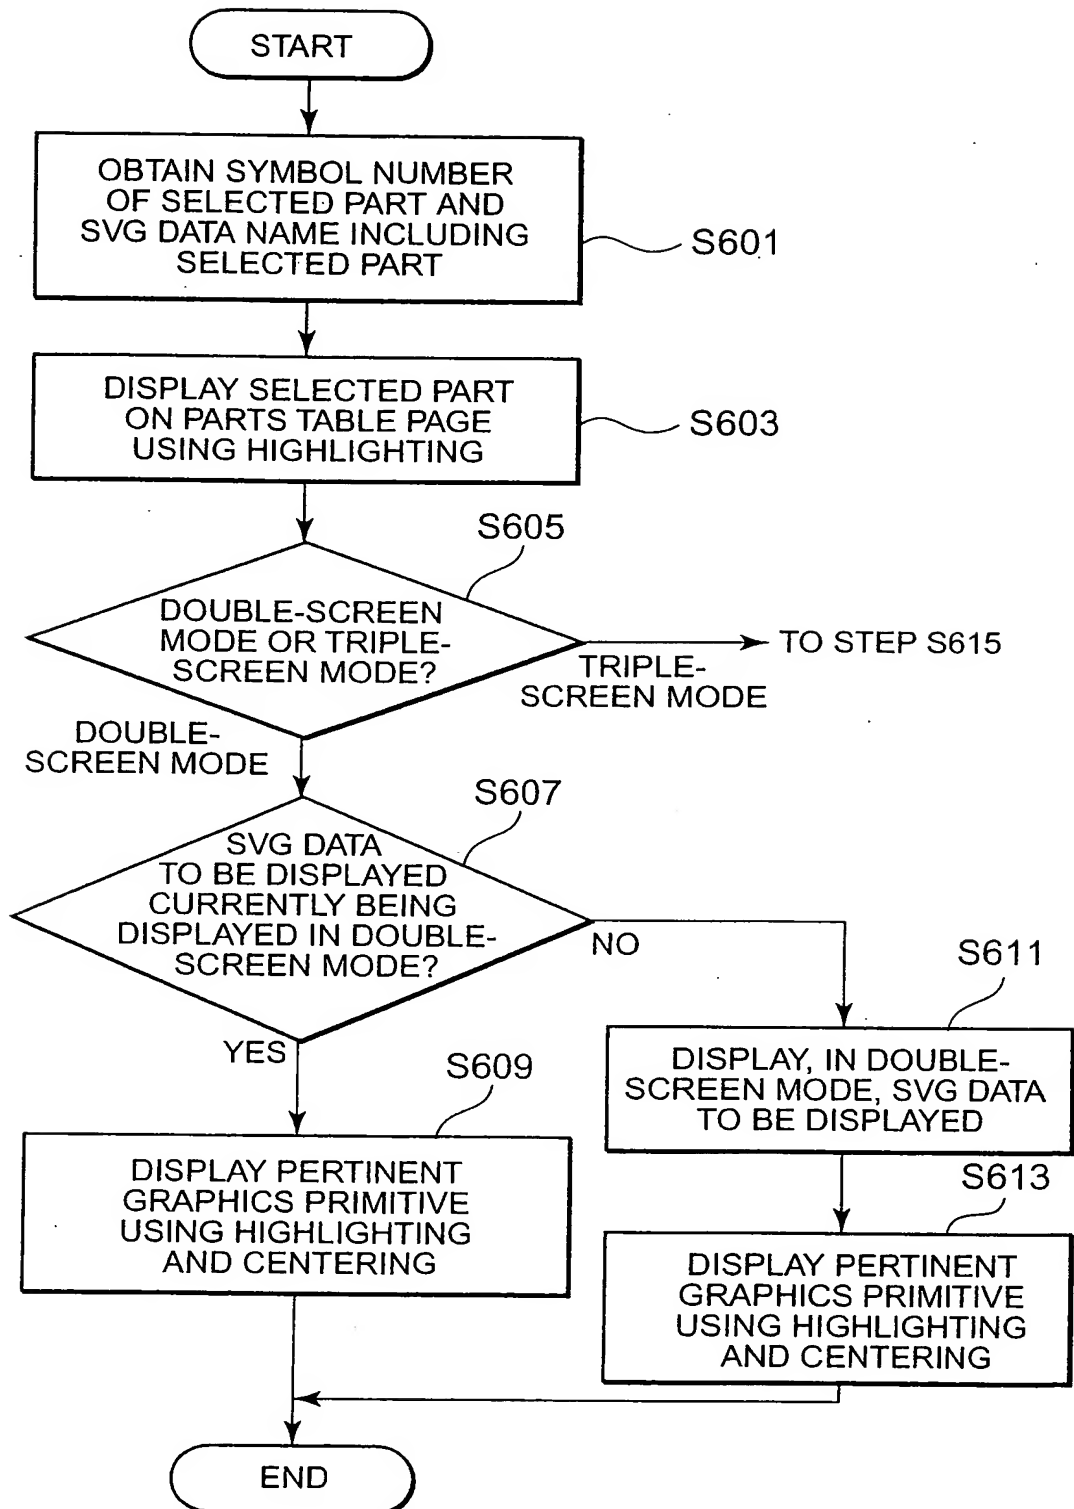 START
OBTAIN SYMBOL NUMBER
OF SELECTED PART AND
SVG DATA NAME INCLUDING
SELECTED PART
S601
DISPLAY SELECTED PART
ON PARTS TABLE PAGE
USING HIGHLIGHTING
S603
S605
DOUBLE-SCREEN
MODE OR TRIPLE-
SCREEN MODE?
TO STEP S615
TRIPLE-
SCREEN MODE
DOUBLE-
SCREEN MODE
S607
SVG DATA
TO BE DISPLAYED
CURRENTLY BEING
DISPLAYED IN DOUBLE-
SCREEN MODE?
NO
YES
S611
DISPLAY, IN DOUBLE-
SCREEN MODE, SVG DATA
TO BE DISPLAYED
S609
DISPLAY PERTINENT
GRAPHICS PRIMITIVE
USING HIGHLIGHTING
AND CENTERING
S613
DISPLAY PERTINENT
GRAPHICS PRIMITIVE
USING HIGHLIGHTING
AND CENTERING
END